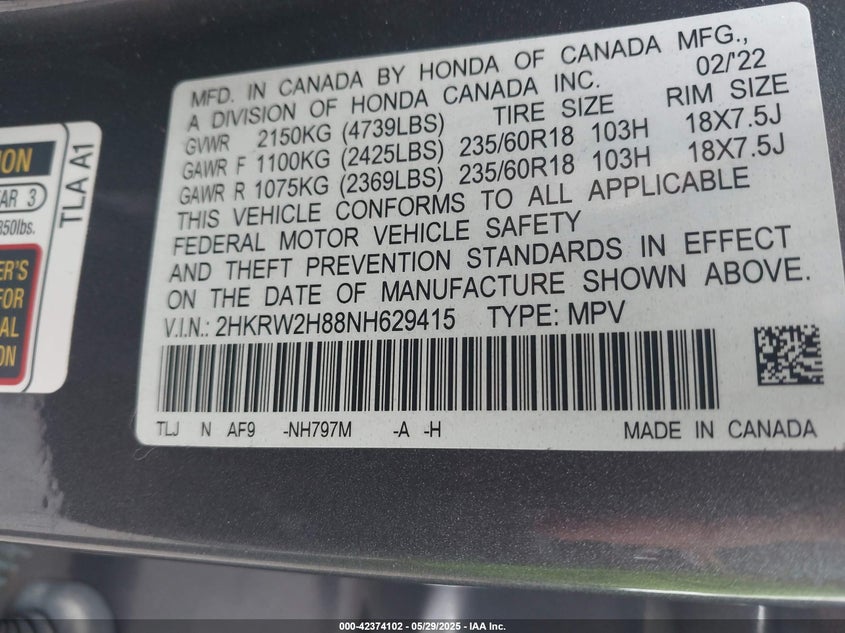 MFD. IN CANADA BY HONDA OF CANADA MFG.,
A DIVISION OF HONDA CANADA INC. 02/'22
GVWR 2150KG (4739LBS) TIRE SIZE RIM SIZE
GAWR F 1100KG (2425LBS) 235/60R18 103H 18X7.5J
GAWR R 1075KG (2369LBS) 235/60R18 103H 18X7.5J
THIS VEHICLE CONFORMS TO ALL APPLICABLE
FEDERAL MOTOR VEHICLE SAFETY
AND THEFT PREVENTION STANDARDS IN EFFECT
ON THE DATE OF MANUFACTURE SHOWN ABOVE.
V.I.N.: 2HKRW2H88NH629415 TYPE: MPV
TLJ N AF9 -NH797M -A -H MADE IN CANADA
TLA A1
3
000-42374102 - 05/29/2025 - IAA Inc.